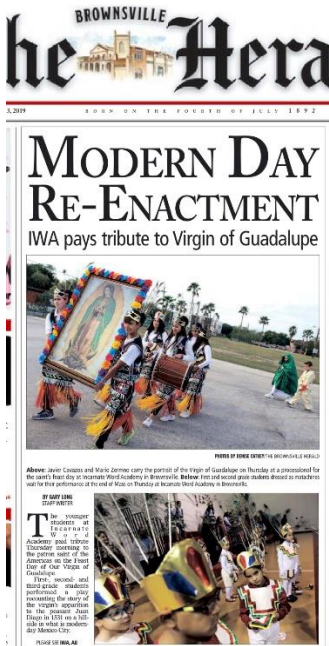 BROWNSVILLE
he Hera
3, 2019
BORN ON THE FOURTH OF JULY 1892
MODERN DAY
RE-ENACTMENT
IWA pays tribute to Virgin of Guadalupe
PHOTOS BY DENISE CATHEY/THE BROWNSVILLE HERALD
Above: Javier Cavazos and Mario Zermeo carry the portrait of the Virgin of Guadalupe on Thursday at a processional for
the saint's feast day at Incarnate Word Academy in Brownsville. Below: First and second grade students dressed as matachines
wait for their performance at the end of Mass on Thursday at Incarnate Word Academy in Brownsville.
BY GARY LONG
STAFF WRITER
The younger
students at
Incarnate
Word
Academy paid tribute
Thursday morning to
the patron saint of the
Americas on the Feast
Day of Our Virgin of
Guadalupe.
First-, second- and
third-grade students
performed a play
recounting the story of
the virgin's apparition
to the peasant Juan
Diego in 1531 on a hill-
side in what is modern-
day Mexico City.
PLEASE SEE IWA, A8